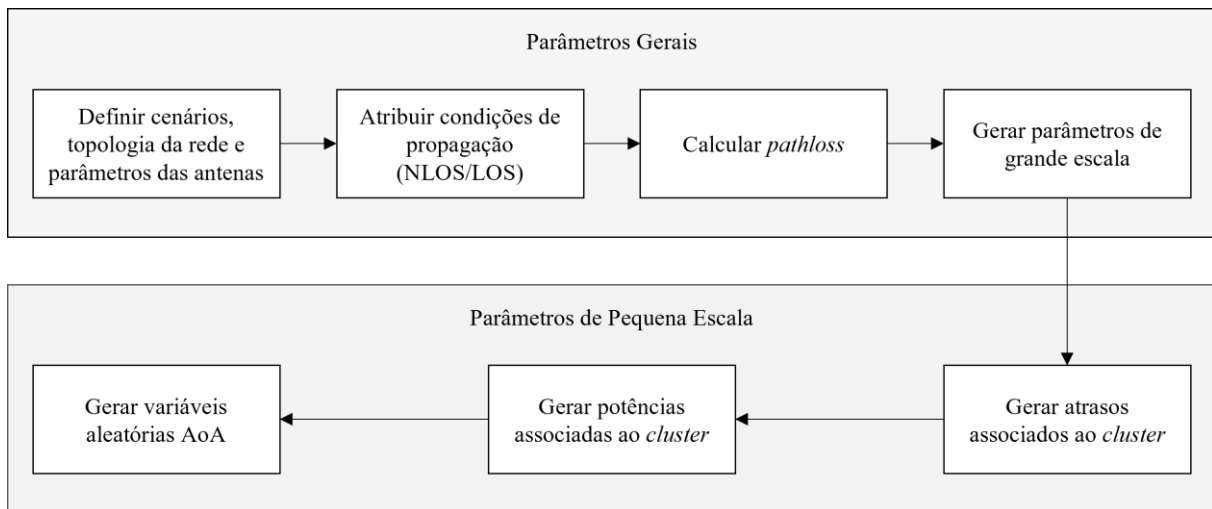 Parâmetros Gerais
Definir cenários,
topologia da rede e
parâmetros das antenas
Atribuir condições de
propagação
(NLOS/LOS)
Calcular pathloss
Gerar parâmetros de
grande escala
Parâmetros de Pequena Escala
Gerar variáveis
aleatórias AoA
Gerar potências
associadas ao cluster
Gerar atrasos
associados ao cluster